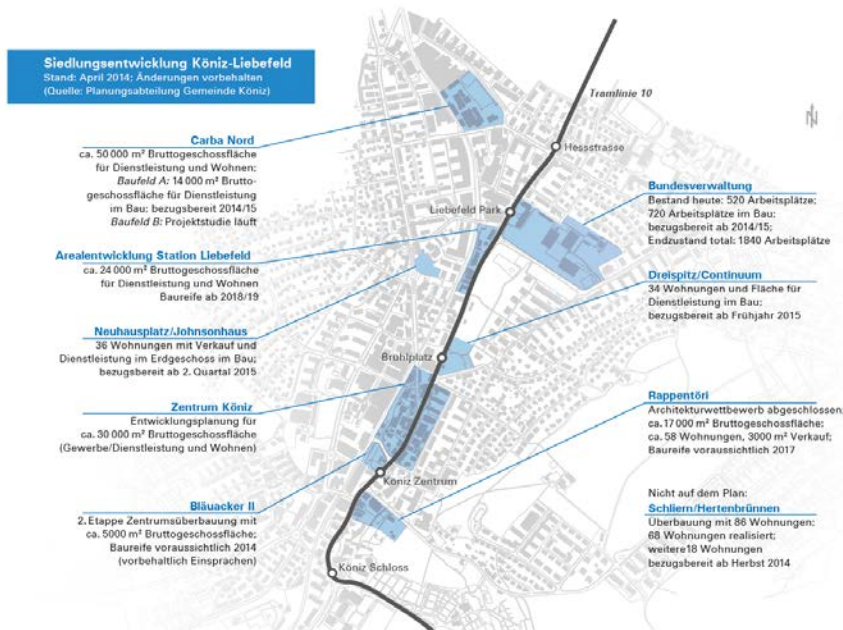 Siedlungsentwicklung Köniz-Liebefeld
Stand: April 2014; Änderungen vorbehalten
(Quelle: Planungsabteilung Gemeinde Köniz)
Carba Nord
ca. 50 000 m² Bruttogeschossfläche
für Dienstleistung und Wohnen;
Baufeld A: 14 000 m² Brutto-
geschossfläche für Dienstleistung
im Bau: bezugsbereit 2014/15
Baufeld B: Projektstudie läuft
Arealentwicklung Station Liebefeld
ca. 24 000 m² Bruttogeschossfläche
für Dienstleistung und Wohnen
Baureife ab 2018/19
Neuhausplatz/Johnsonhaus
36 Wohnungen mit Verkauf und
Dienstleistung im Erdgeschoss im Bau;
bezugsbereit ab 2. Quartal 2015
Zentrum Köniz
Entwicklungsplanung für
ca. 30 000 m² Bruttogeschossfläche
(Gewerbe/Dienstleistung und Wohnen)
Bläuacker II
2. Etappe Zentrumsüberbauung mit
ca. 5000 m² Bruttogeschossfläche;
Baureife voraussichtlich 2014
(vorbehaltlich Einsprachen)
Tramlinie 10
Hessstrasse
Liebefeld Park
Brühlplatz
Köniz Zentrum
Köniz Schloss
N
Bundesverwaltung
Bestand heute: 520 Arbeitsplätze;
720 Arbeitsplätze im Bau;
bezugsbereit ab 2014/15;
Endzustand total: 1840 Arbeitsplätze
Dreispitz/Continuum
34 Wohnungen und Fläche für
Dienstleistung im Bau;
bezugsbereit ab Frühjahr 2015
Rappentöri
Architekturwettbewerb abgeschlossen;
ca. 17 000 m² Bruttogeschossfläche;
ca. 58 Wohnungen, 3000 m² Verkauf;
Baureife voraussichtlich 2017
Nicht auf dem Plan:
Schliern/Hertenbrünnen
Überbauung mit 86 Wohnungen;
68 Wohnungen realisiert;
weitere18 Wohnungen
bezugsbereit ab Herbst 2014